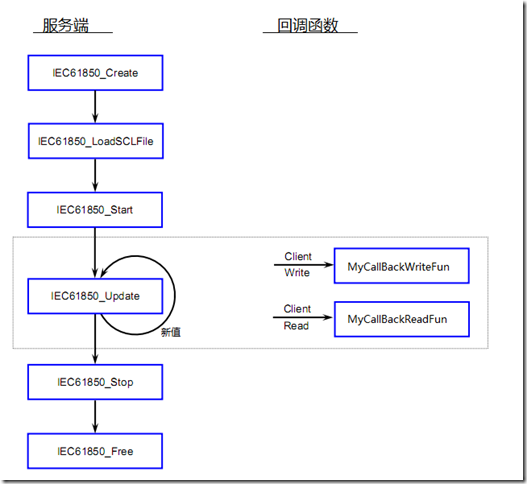 服务端
回调函数
IEC61850_Create
IEC61850_LoadSCLFile
IEC61850_Start
IEC61850_Update
新值
Client
Write
MyCallBackWriteFun
Client
Read
MyCallBackReadFun
IEC61850_Stop
IEC61850_Free